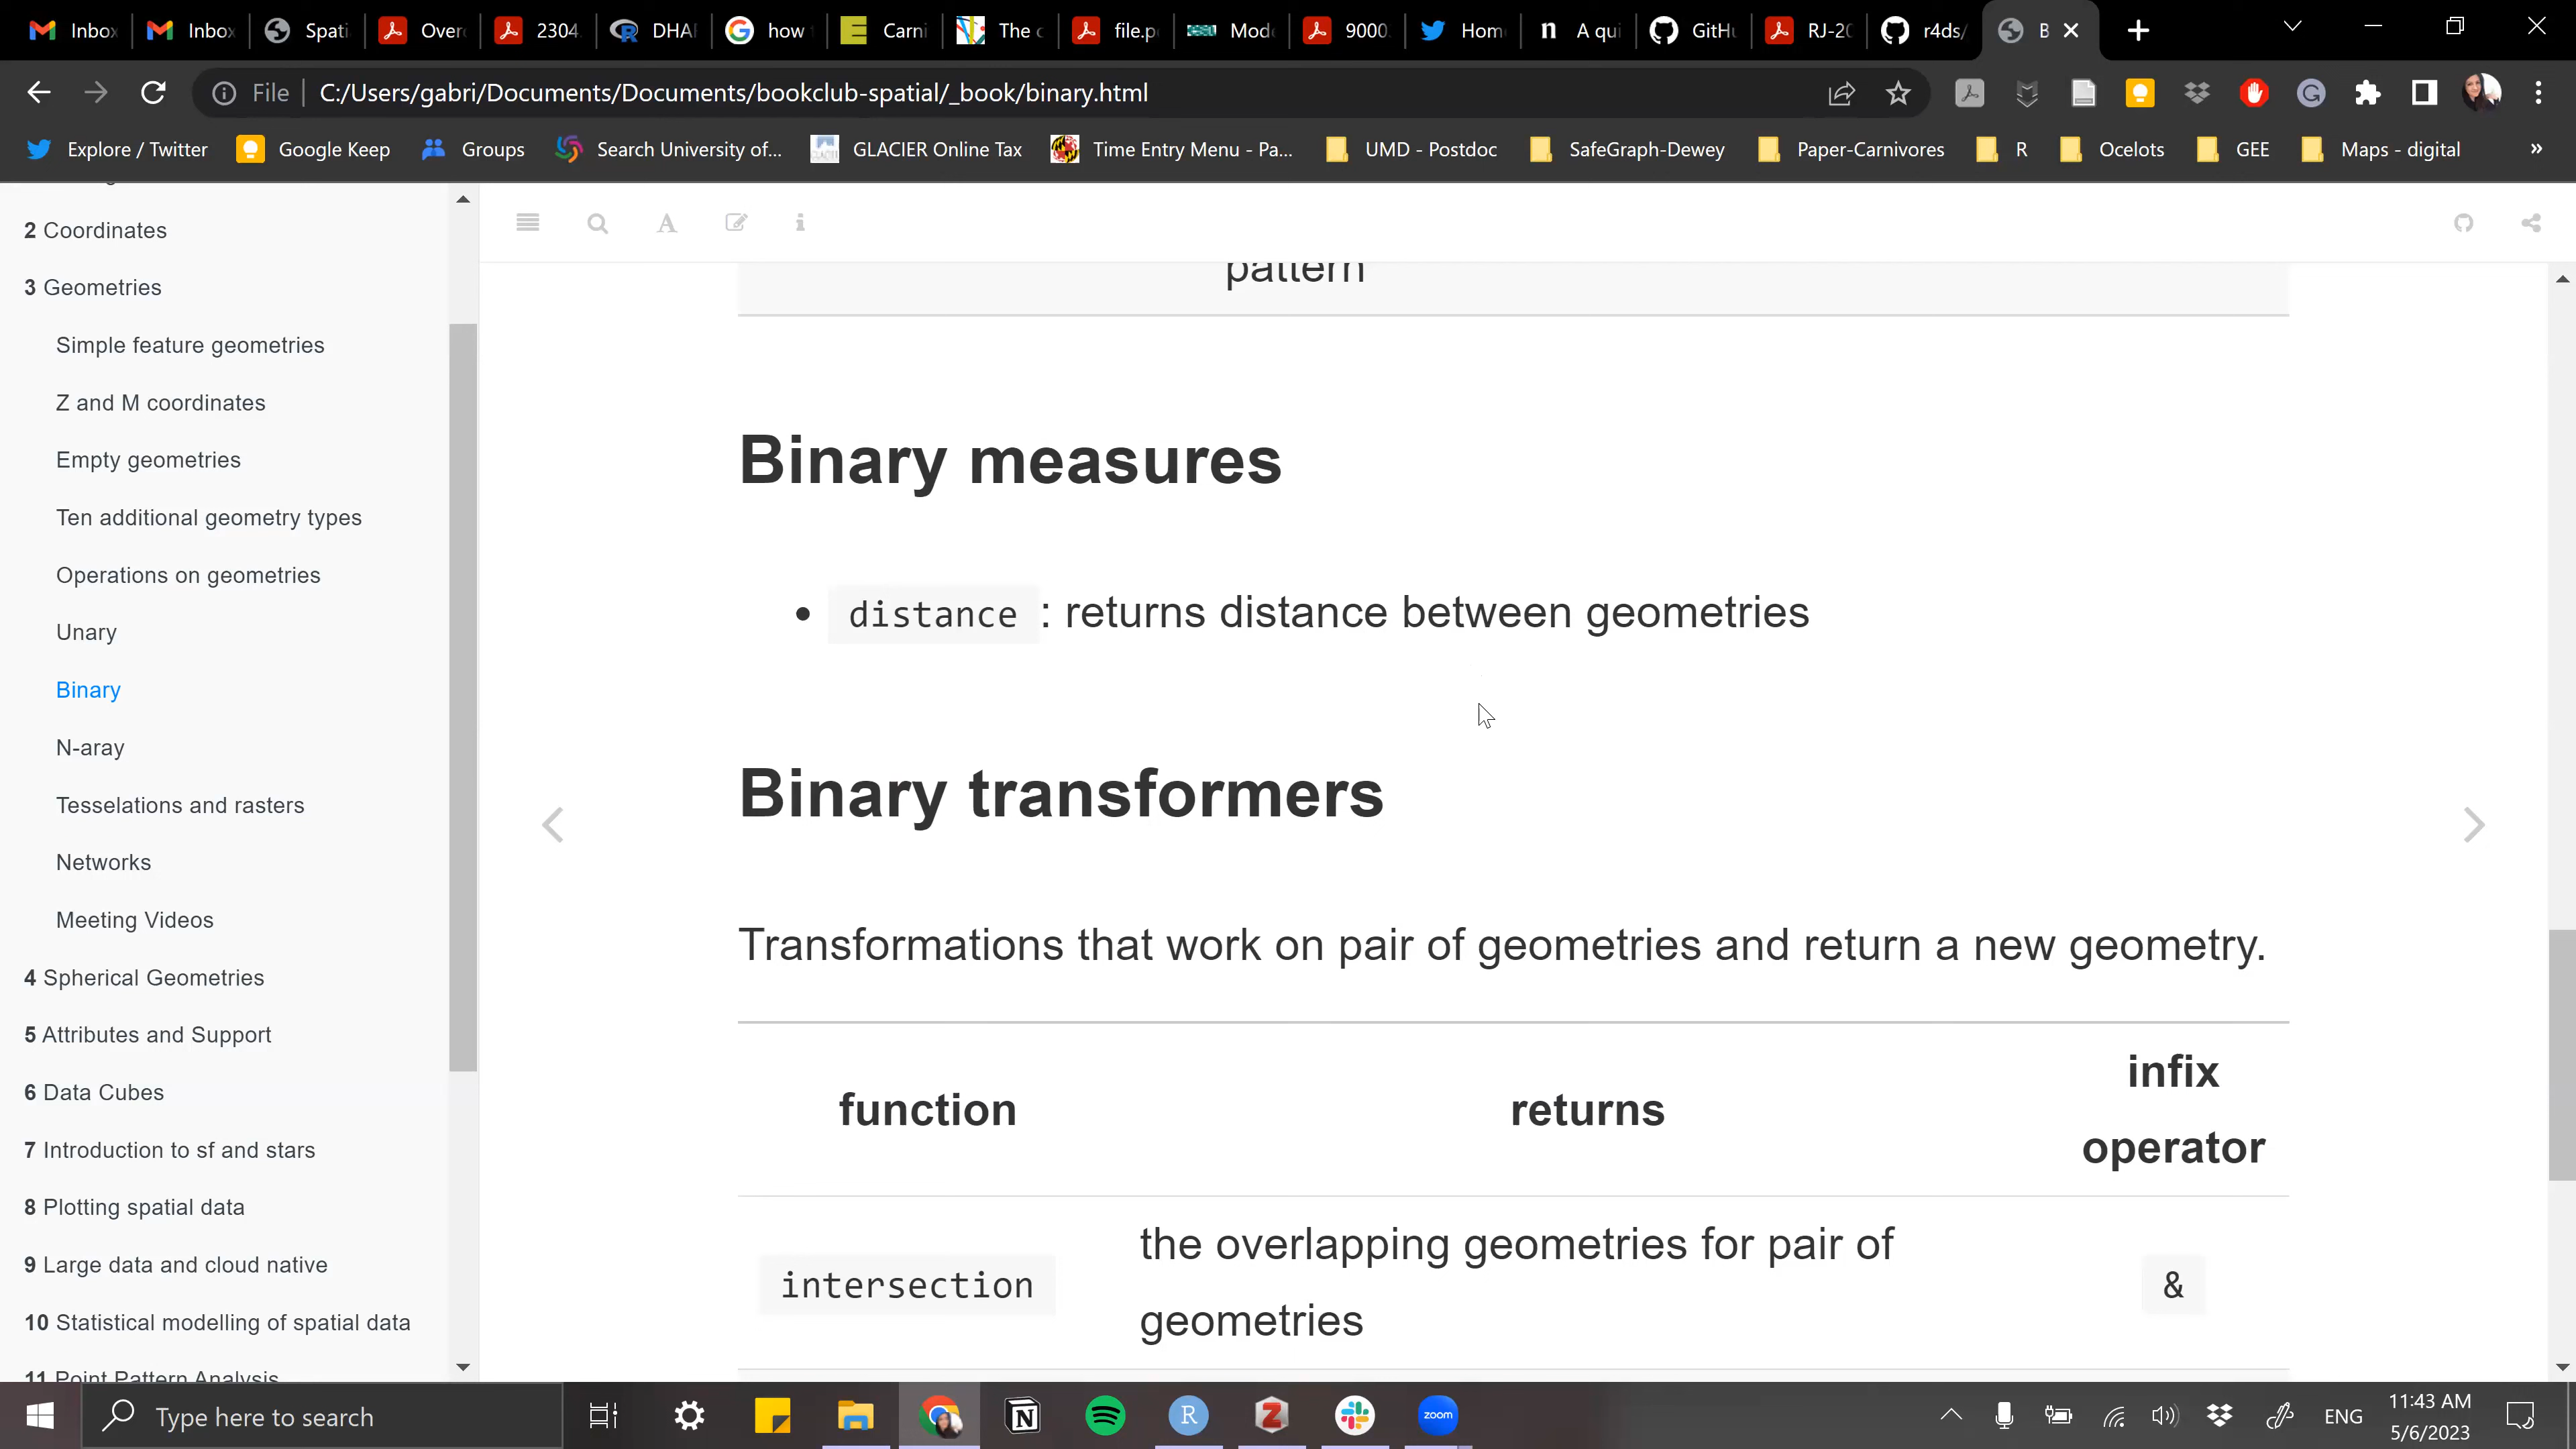 Inbox
Inbox
Spati
Over
2304
DHAR
how
Carni
The c
file.p
Mode
9000.
Hom
A qui
GitHu
RJ-20
r4ds/
B
File
C:/Users/gabri/Documents/Documents/bookclub-spatial/_book/binary.html
Explore / Twitter
Google Keep
Groups
Search University of...
GLACIER Online Tax
Time Entry Menu - Pa...
UMD - Postdoc
SafeGraph-Dewey
Paper-Carnivores
R
Ocelots
GEE
Maps - digital
»
2 Coordinates
3 Geometries
Simple feature geometries
Z and M coordinates
Empty geometries
Ten additional geometry types
Operations on geometries
Unary
Binary
N-aray
Tesselations and rasters
Networks
Meeting Videos
4 Spherical Geometries
5 Attributes and Support
6 Data Cubes
7 Introduction to sf and stars
8 Plotting spatial data
9 Large data and cloud native
10 Statistical modelling of spatial data
11 Point Pattern Analysis
pattern
Binary measures
• distance : returns distance between geometries
Binary transformers
Transformations that work on pair of geometries and return a new geometry.
function returns infix
operator
intersection the overlapping geometries for pair of
geometries &
Type here to search
zoom
ENG
11:43 AM
5/6/2023